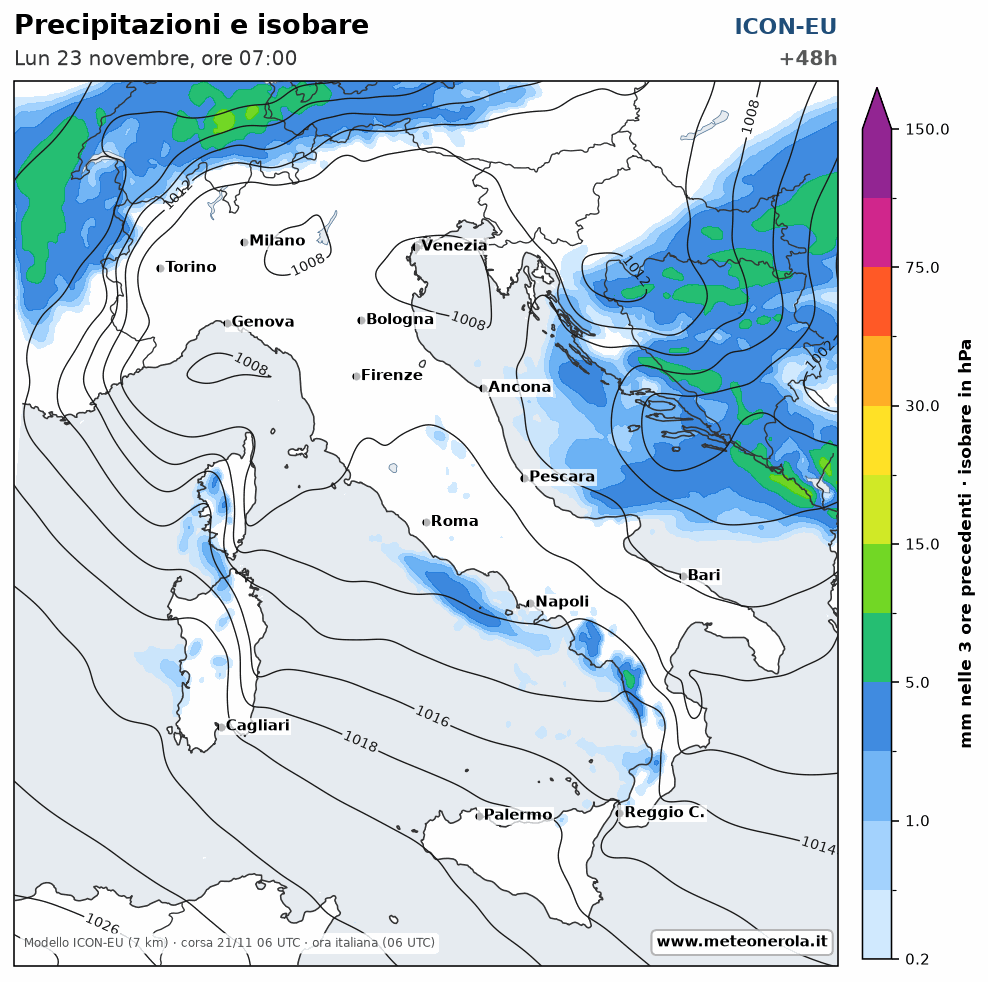 Precipitazioni e isobare
ICON-EU
Lun 23 novembre, ore 07:00
+48h
1008
150.0
1012
Venezia
Milano
1008
Torino
1012
75.0
Genova
Bologna
1008
1002
1008
Firenze
Ancona
30.0
Pescara
Roma
15.0
Bari
Napoli
5.0
1016
Cagliari
1018
Palermo
Reggio C.
1.0
1014
1026
Modello ICON-EU (7 km) · corsa 21/11 06 UTC · ora italiana (06 UTC)
www.meteonerola.it
0.2
mm nelle 3 ore precedenti · isobare in hPa